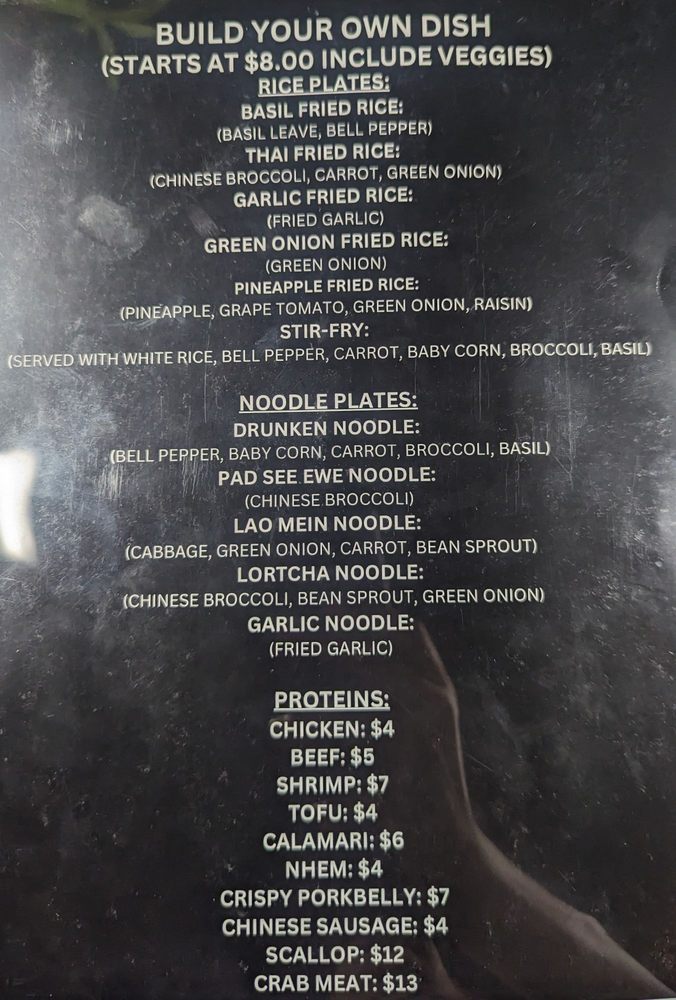 BUILD YOUR OWN DISH
(STARTS AT $8.00 INCLUDE VEGGIES)
RICE PLATES:
BASIL FRIED RICE:
(BASIL LEAVE, BELL PEPPER)
THAI FRIED RICE:
(CHINESE BROCCOLI, CARROT, GREEN ONION)
GARLIC FRIED RICE:
(FRIED GARLIC)
GREEN ONION FRIED RICE:
(GREEN ONION)
PINEAPPLE FRIED RICE:
(PINEAPPLE, GRAPE TOMATO, GREEN ONION, RAISIN)
STIR-FRY:
(SERVED WITH WHITE RICE, BELL PEPPER, CARROT, BABY CORN, BROCCOLI, BASIL)
NOODLE PLATES:
DRUNKEN NOODLE:
(BELL PEPPER, BABY CORN, CARROT, BROCCOLI, BASIL)
PAD SEE EWE NOODLE:
(CHINESE BROCCOLI)
LAO MEIN NOODLE:
(CABBAGE, GREEN ONION, CARROT, BEAN SPROUT)
LORTCHA NOODLE:
(CHINESE BROCCOLI, BEAN SPROUT, GREEN ONION)
GARLIC NOODLE:
(FRIED GARLIC)
PROTEINS:
CHICKEN: $4
BEEF: $5
SHRIMP: $7
TOFU: $4
CALAMARI: $6
NHEM: $4
CRISPY PORKBELLY: $7
CHINESE SAUSAGE: $4
SCALLOP: $12
CRAB MEAT: $13